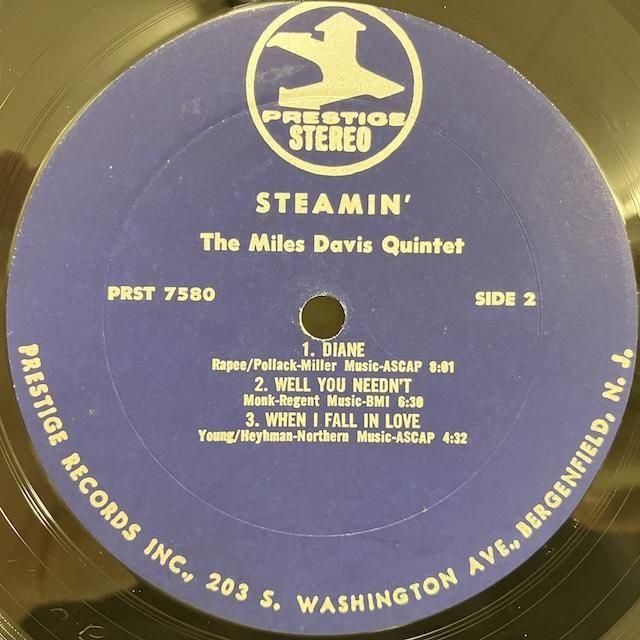 PRESTIGE
STEREO
STEAMIN'
The Miles Davis Quintet
PRST 7580
SIDE 2
1. DIANE
Rapee/Pollack-Miller Music-ASCAP 8:01
2. WELL YOU NEEDN'T
Monk-Regent Music-BMI 6:30
3. WHEN I FALL IN LOVE
Young/Heyhman-Northern Music-ASCAP 4:32
PRESTIGE RECORDS INC., 203 S. WASHINGTON AVE., BERGENFIELD, N. J.